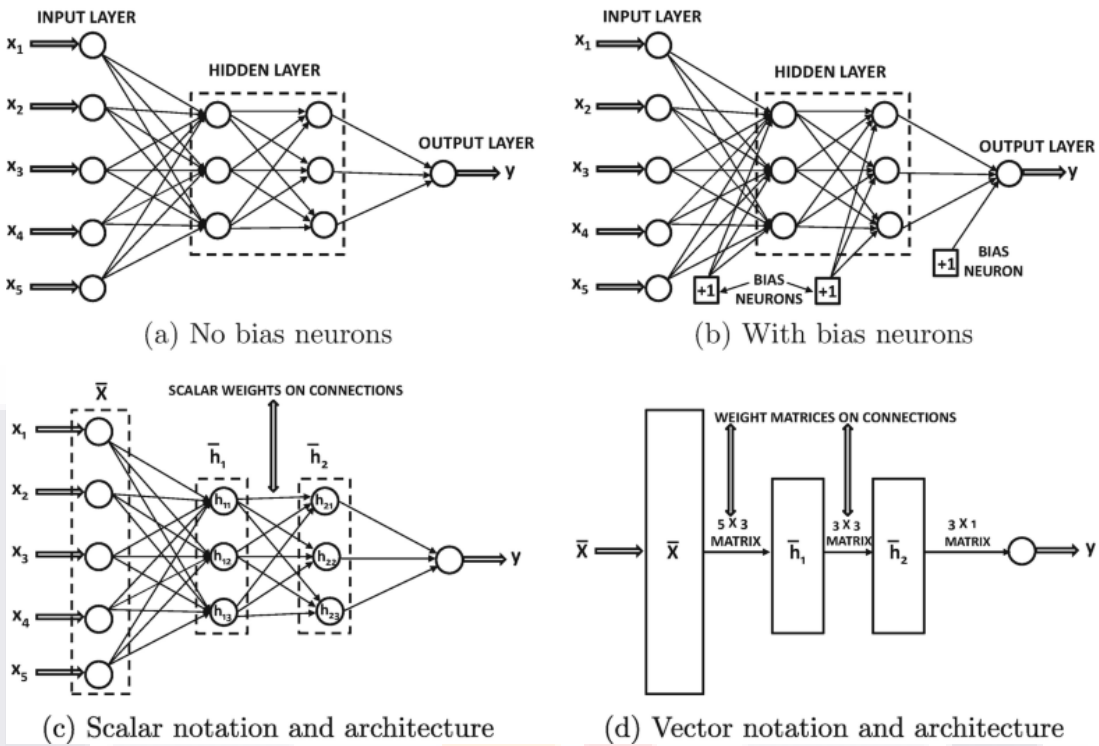 INPUT LAYER
x1
x2
x3
x4
x5
HIDDEN LAYER
OUTPUT LAYER
y
(a) No bias neurons
INPUT LAYER
x1
x2
x3
x4
x5
HIDDEN LAYER
OUTPUT LAYER
y
+1
BIAS
NEURONS
+1
+1
BIAS
NEURON
(b) With bias neurons
X̅
SCALAR WEIGHTS ON CONNECTIONS
x1
x2
x3
x4
x5
h̅1
h̅2
h11
h12
h13
h21
h22
h23
y
(c) Scalar notation and architecture
WEIGHT MATRICES ON CONNECTIONS
X̅
X̅
5 X 3
MATRIX
h̅1
3 X 3
MATRIX
h̅2
3 X 1
MATRIX
y
(d) Vector notation and architecture